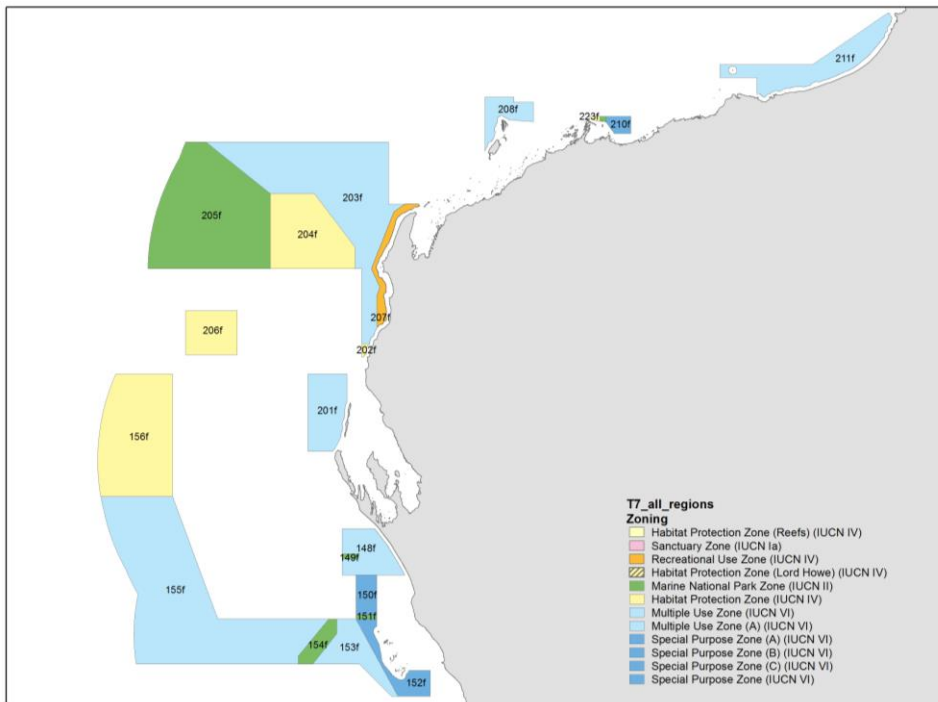 211f
208f
223f
210f
203f
205f
204f
207f
206f
202f
201f
156f
148f
149f
155f
150f
151f
154f
153f
152f
T7_all_regions
Zoning
Habitat Protection Zone (Reefs) (IUCN IV)
Sanctuary Zone (IUCN Ia)
Recreational Use Zone (IUCN IV)
Habitat Protection Zone (Lord Howe) (IUCN IV)
Marine National Park Zone (IUCN II)
Habitat Protection Zone (IUCN IV)
Multiple Use Zone (IUCN VI)
Multiple Use Zone (A) (IUCN VI)
Special Purpose Zone (A) (IUCN VI)
Special Purpose Zone (B) (IUCN VI)
Special Purpose Zone (C) (IUCN VI)
Special Purpose Zone (IUCN VI)